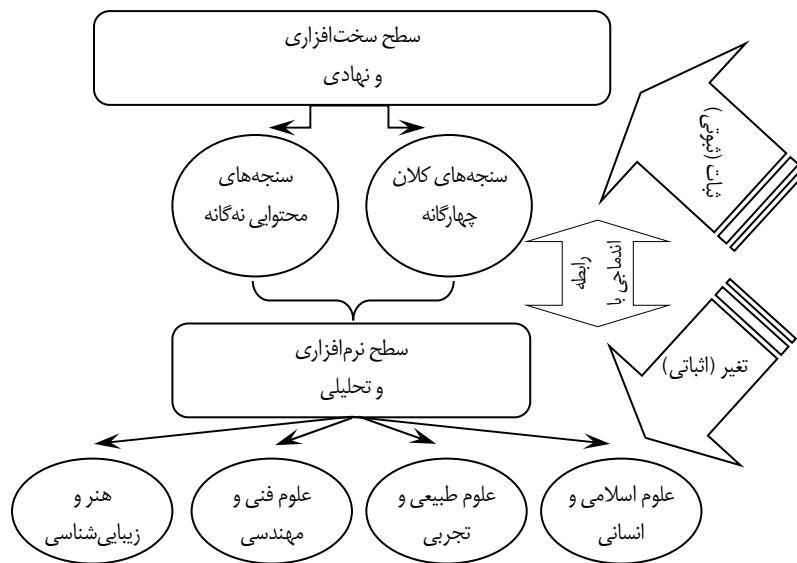 سطح سخت‌افزاری
و نهادی
سنجه‌های کلان
چهارگانه
سنجه‌های
محتوایی نه‌گانه
ثبات (ثبوتی)
رابطه
اندماجی با
سطح نرم‌افزاری
و تحلیلی
تغیر (اثباتی)
علوم اسلامی و
انسانی
علوم طبیعی و
تجربی
علوم فنی و
مهندسی
هنر و
زیبایی‌شناسی